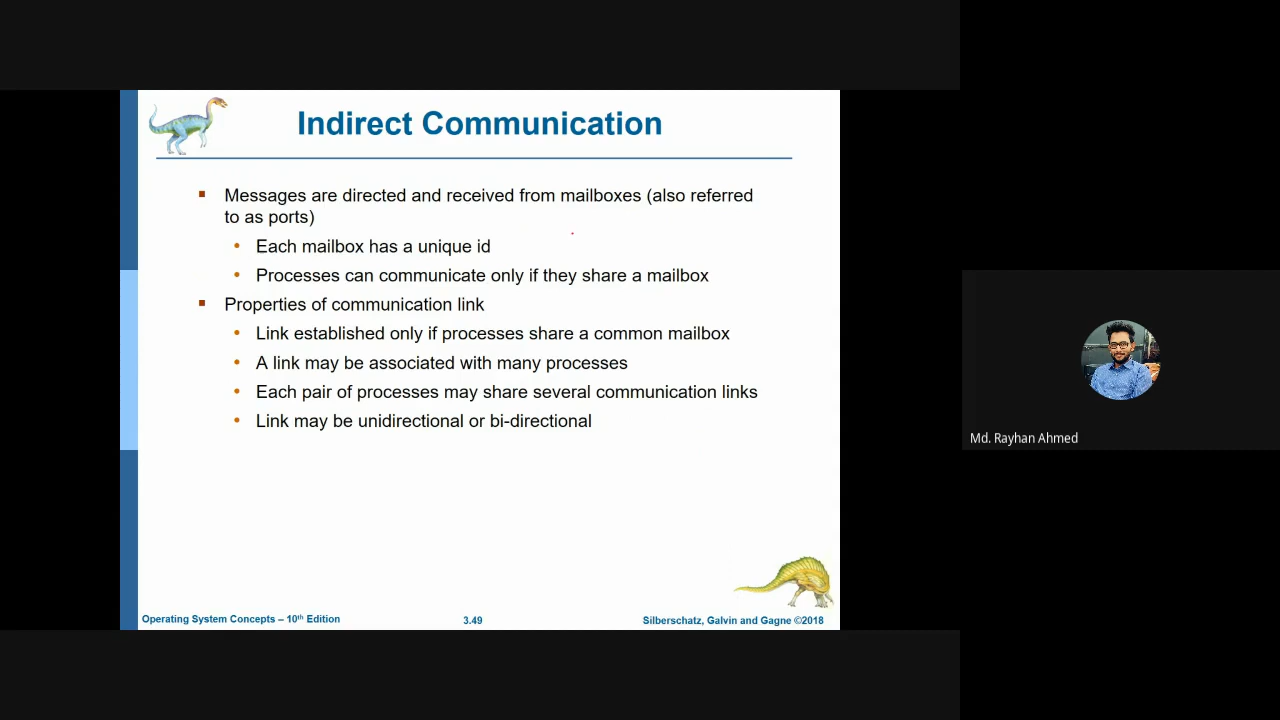 Indirect Communication
Messages are directed and received from mailboxes (also referred
to as ports)
Each mailbox has a unique id
Processes can communicate only if they share a mailbox
Properties of communication link
Link established only if processes share a common mailbox
A link may be associated with many processes
Each pair of processes may share several communication links
Link may be unidirectional or bi-directional
Operating System Concepts – 10th Edition
3.49
Silberschatz, Galvin and Gagne ©2018
Md. Rayhan Ahmed